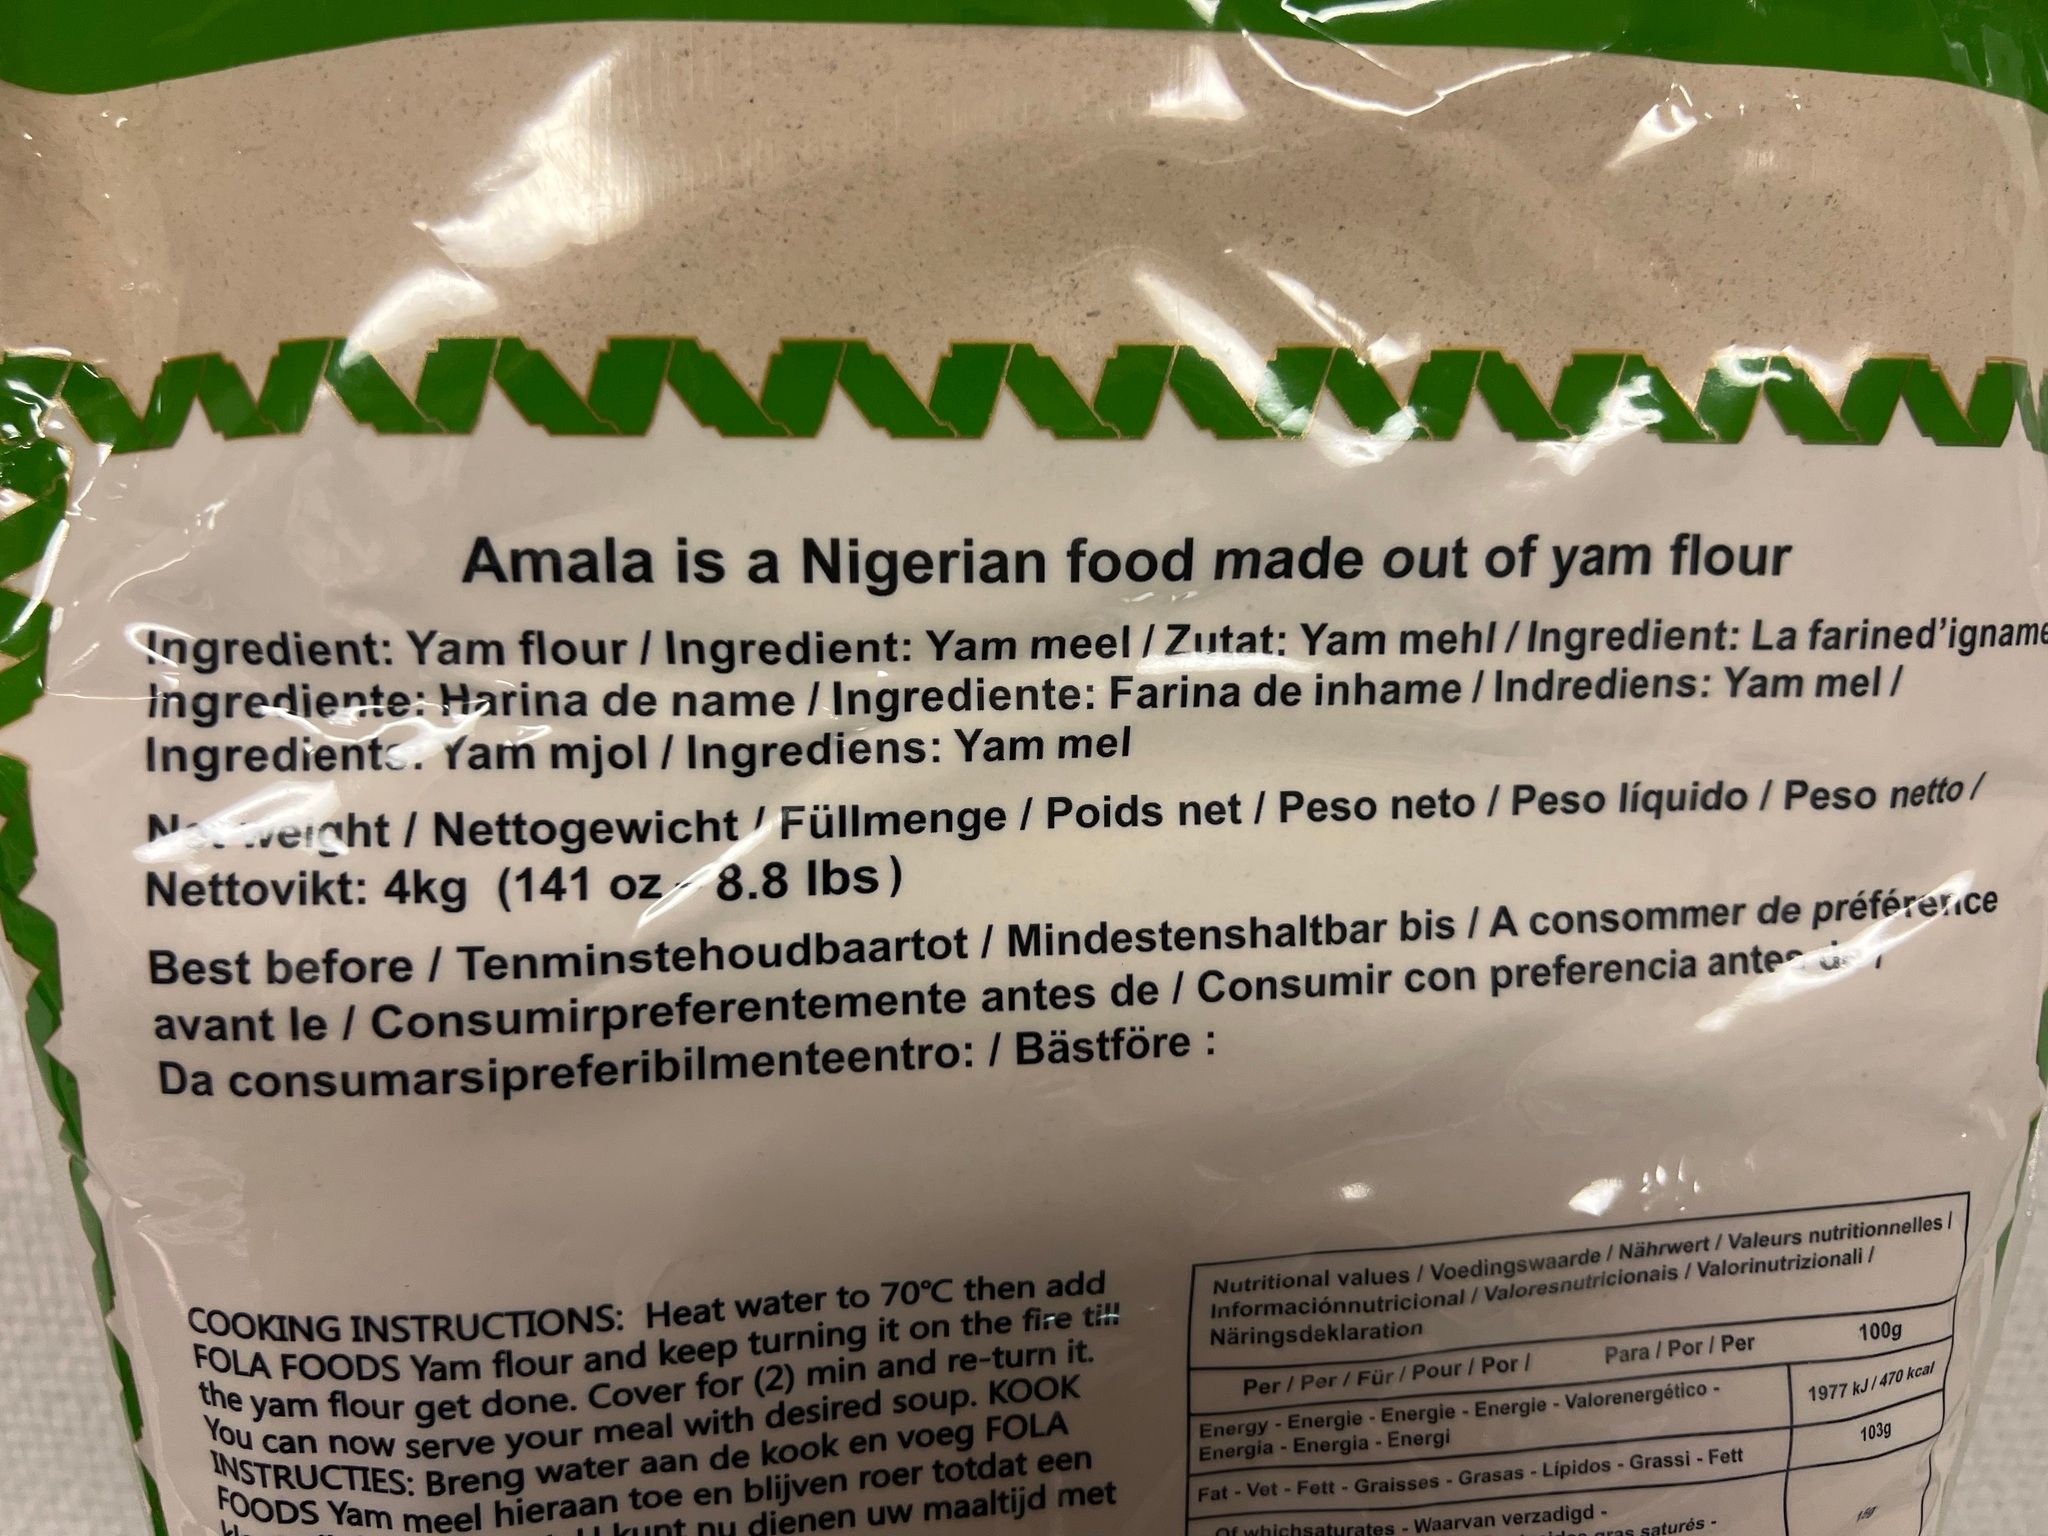 Amala is a Nigerian food made out of yam flour
Ingredient: Yam flour / Ingredient: Yam meel / Zutat: Yam mehl / Ingredient: La farined'igname
Ingrediente: Harina de name / Ingrediente: Farina de inhame / Indrediens: Yam mel /
Ingredients: Yam mjol / Ingrediens: Yam mel
Net weight / Nettogewicht / Füllmenge / Poids net / Peso neto / Peso líquido / Peso netto /
Nettovikt: 4kg (141 oz - 8.8 lbs)
Best before / Tenminstehoudbaartot / Mindestenshaltbar bis / A consommer de préférence
avant le / Consumirpreferentemente antes de / Consumir con preferencia antes de /
Da consumarsipreferibilmenteentro: / Bästföre :
COOKING INSTRUCTIONS: Heat water to 70°C then add
FOLA FOODS Yam flour and keep turning it on the fire till
the yam flour get done. Cover for (2) min and re-turn it.
You can now serve your meal with desired soup. KOOK
INSTRUCTIES: Breng water aan de kook en voeg FOLA
FOODS Yam meel hieraan toe en blijven roer totdat een
U kunt nu dienen uw maaltijd met
Nutritional values / Voedingswaarde / Nährwert / Valeurs nutritionnelles /
Informaciónnutricional / Valoresnutricionais / Valorinutrizionali /
Näringsdeklaration
Per / Per / Für / Pour / Por / Para / Por / Per 100g
Energy - Energie - Energie - Energie - Valorenergético -
Energia - Energia - Energi 1977 kJ / 470 kcal
Fat - Vet - Fett - Graisses - Grasas - Lípidos - Grassi - Fett 103g
Of whichsaturates - Waarvan verzadigd -
gras saturés -